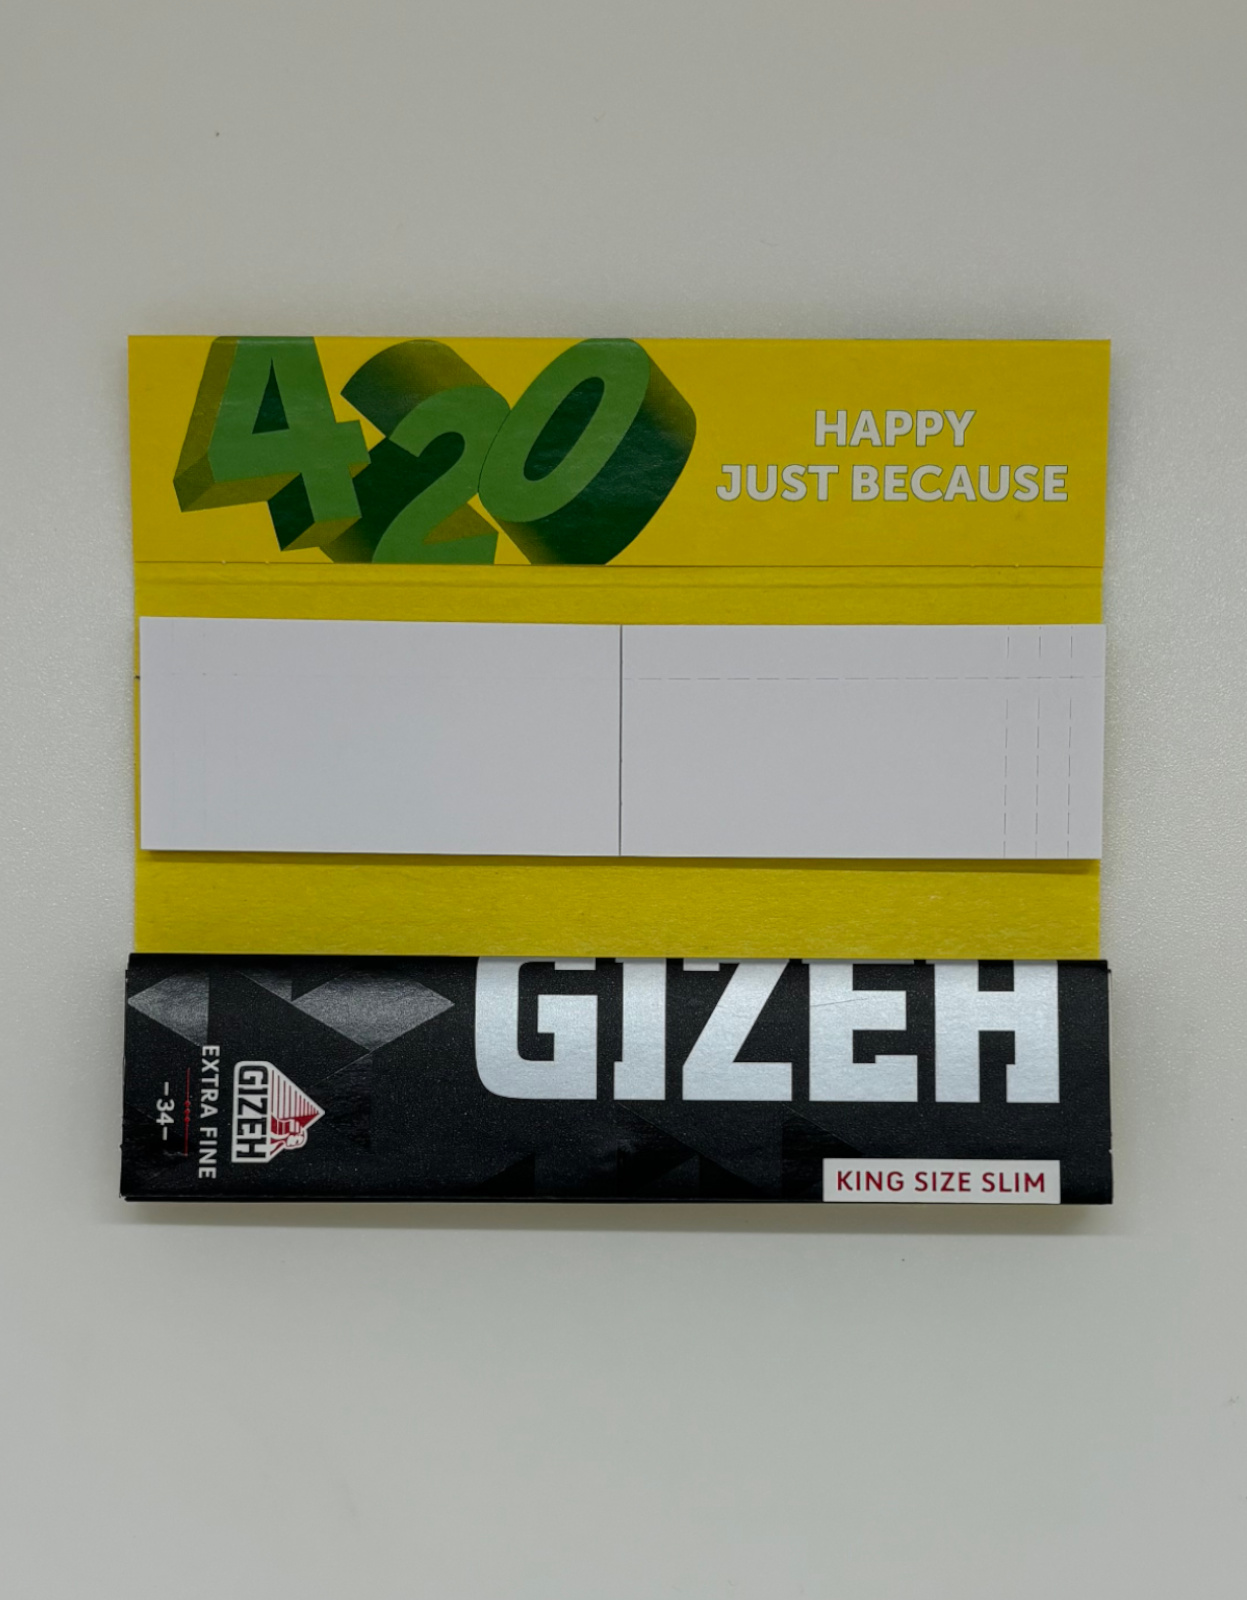 420
HAPPY
JUST BECAUSE
GIZEH
GIZEH
EXTRA FINE
-34-
KING SIZE SLIM